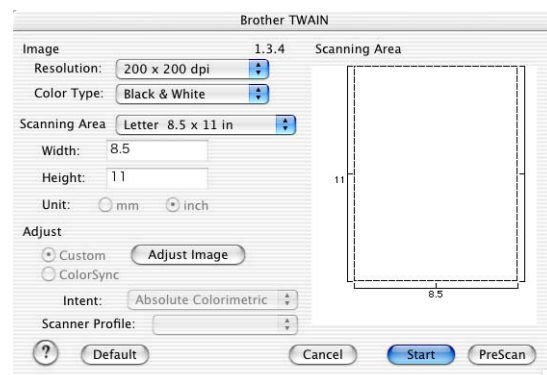 Brother TWAIN
Image 1.3.4
Resolution: 200 x 200 dpi
Color Type: Black & White
Scanning Area Letter 8.5 x 11 in
Width: 8.5
Height: 11
Unit: mm inch
Adjust
Custom Adjust Image
ColorSync
Intent: Absolute Colorimetric
Scanner Profile:
Scanning Area
11
8.5
? Default Cancel Start PreScan